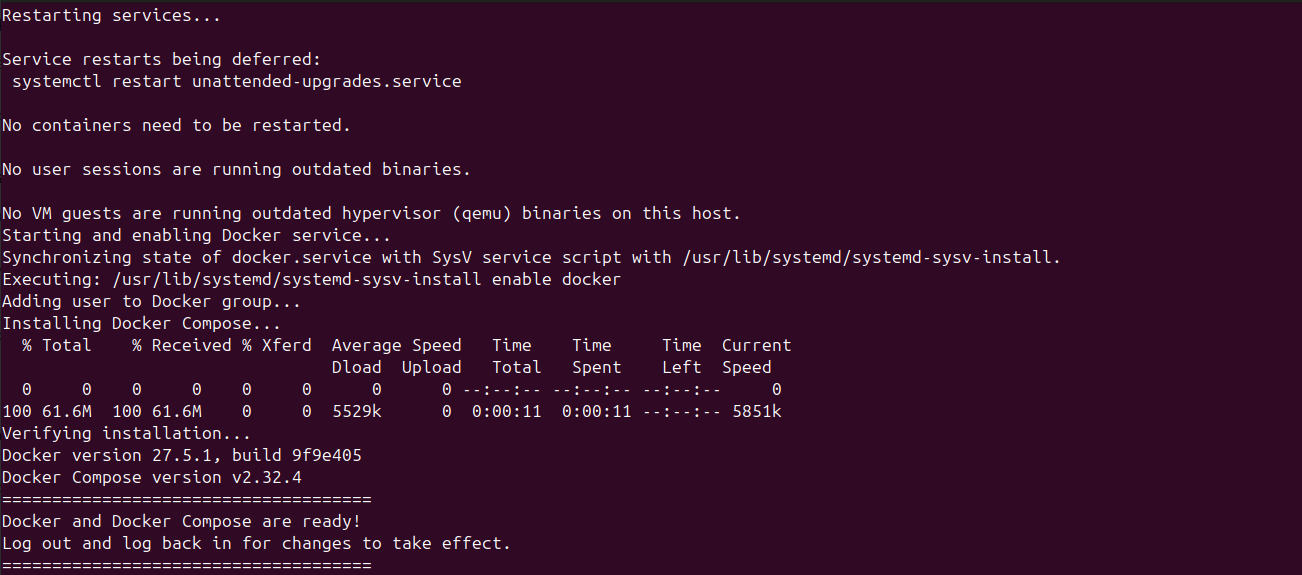 Restarting services...
Service restarts being deferred:
 systemctl restart unattended-upgrades.service
No containers need to be restarted.
No user sessions are running outdated binaries.
No VM guests are running outdated hypervisor (qemu) binaries on this host.
Starting and enabling Docker service...
Synchronizing state of docker.service with SysV service script with /usr/lib/systemd/systemd-sysv-install.
Executing: /usr/lib/systemd/systemd-sysv-install enable docker
Adding user to Docker group...
Installing Docker Compose...
  % Total    % Received % Xferd  Average Speed   Time    Time     Time  Current
                                 Dload  Upload   Total   Spent    Left  Speed
  0     0    0     0    0     0      0      0 --:--:-- --:--:-- --:--:--     0
100 61.6M  100 61.6M    0     0  5529k      0  0:00:11  0:00:11 --:--:-- 5851k
Verifying installation...
Docker version 27.5.1, build 9f9e405
Docker Compose version v2.32.4
=====================================
Docker and Docker Compose are ready!
Log out and log back in for changes to take effect.
=====================================